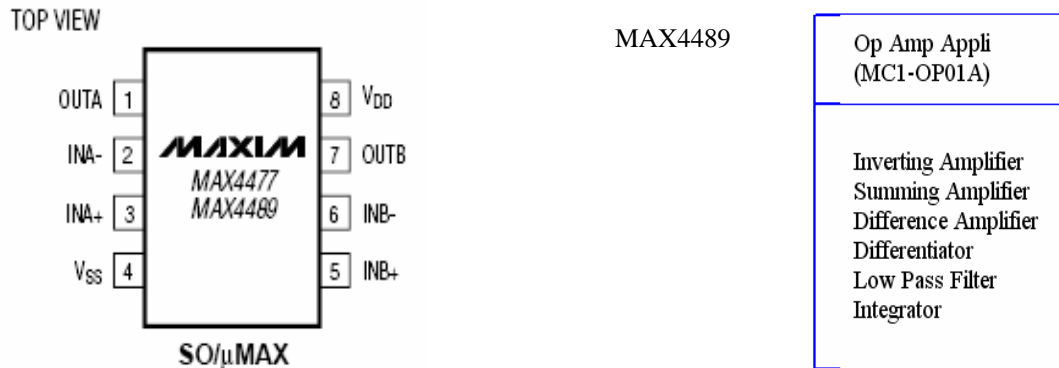 TOP VIEW
OUTA 1
INA- 2
INA+ 3
VSS 4
8 VDD
7 OUTB
6 INB-
5 INB+
MAXIM
MAX4477
MAX4489
SO/µMAX
MAX4489
Op Amp Appli
(MC1-OP01A)
Inverting Amplifier
Summing Amplifier
Difference Amplifier
Differentiator
Low Pass Filter
Integrator